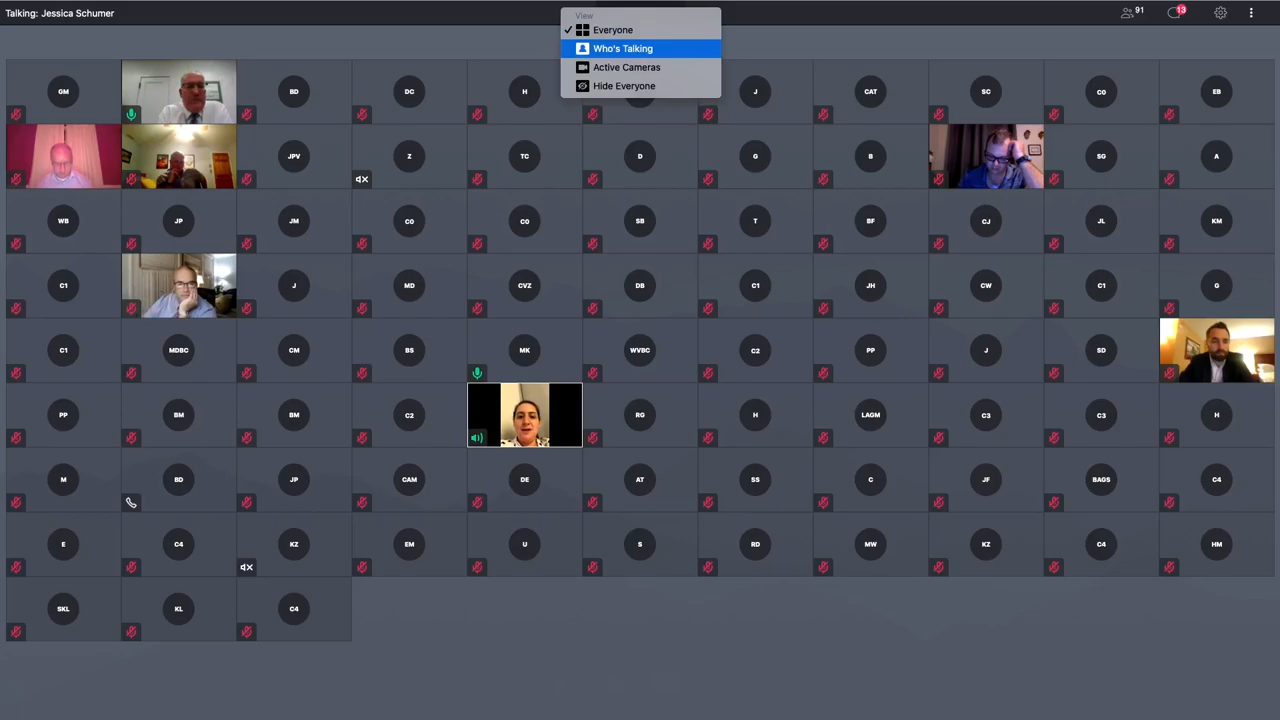 Talking: Jessica Schumer
91
13
View
Everyone
Who's Talking
Active Cameras
Hide Everyone
GM
BD
DC
H
J
CAT
SC
C0
EB
JPV
Z
TC
D
G
B
SG
A
WB
JP
JM
C0
C0
SB
T
BF
CJ
JL
KM
C1
J
MD
CVZ
DB
C1
JH
CW
C1
G
C1
MDBC
CM
BS
MK
WVBC
C2
PP
J
SD
PP
BM
BM
C2
RG
H
LAGM
C3
C3
H
M
BD
JP
CAM
DE
AT
SS
C
JF
BAGS
C4
E
C4
KZ
EM
U
S
RD
MW
KZ
C4
HM
SKL
KL
C4